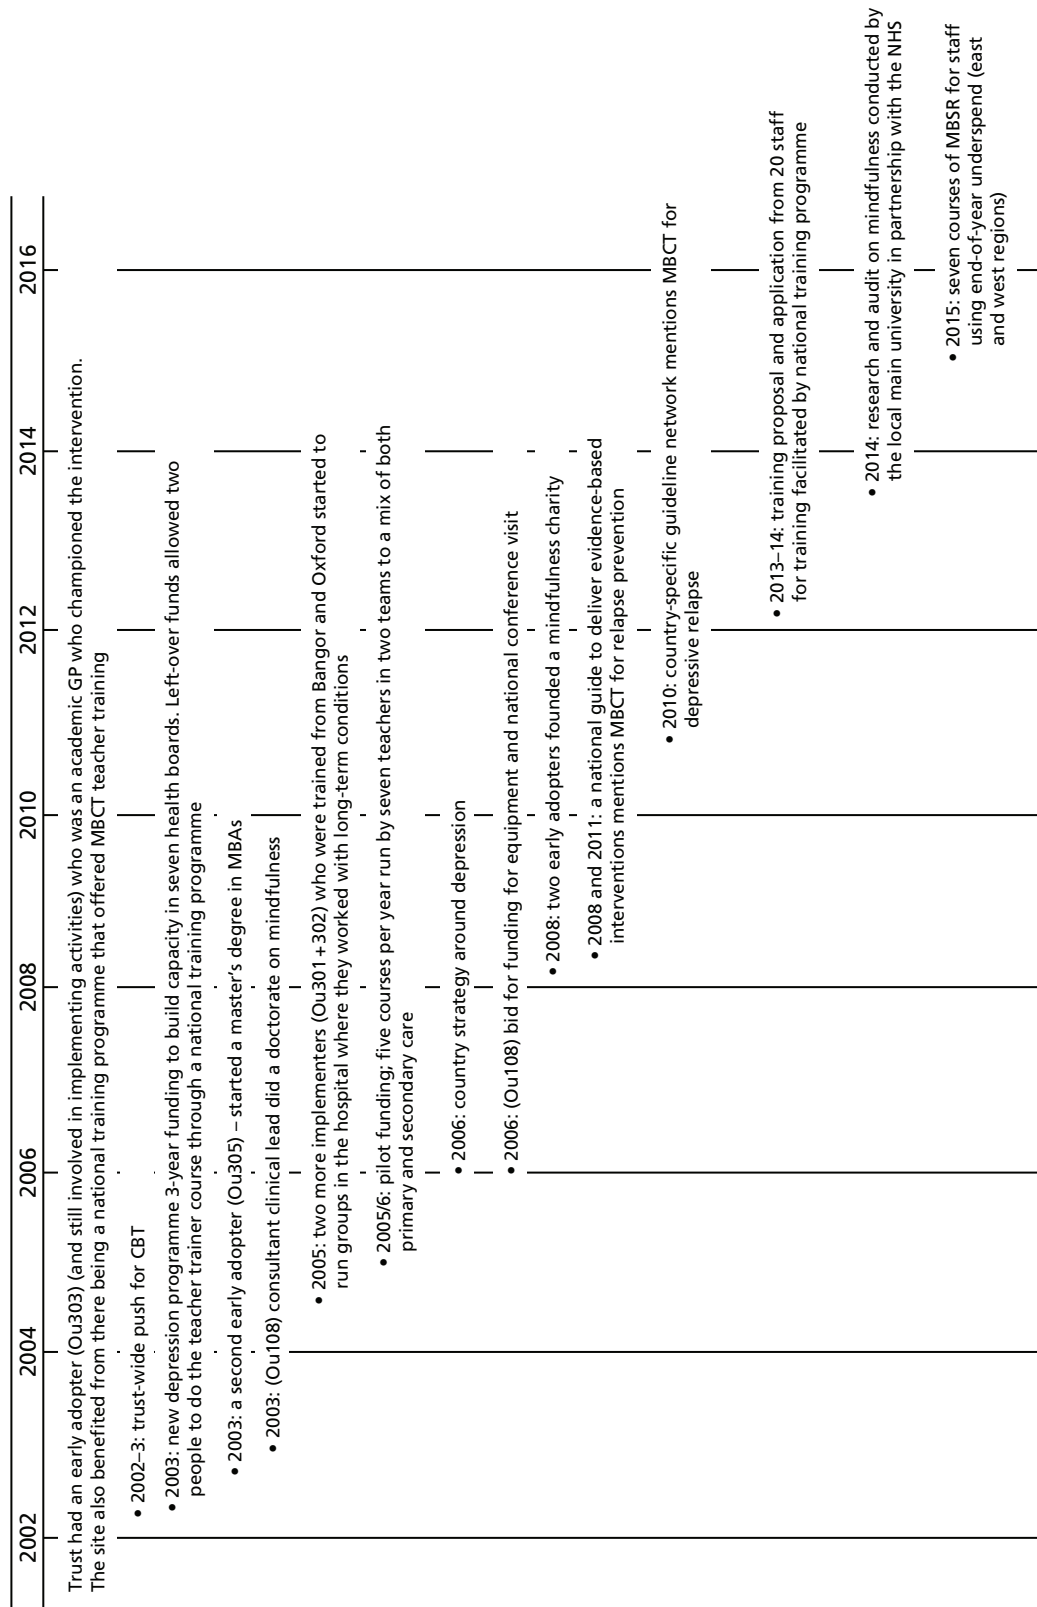 2002
2004
2006
2008
2010
2012
2014
2016
Trust had an early adopter (Ou303) (and still involved in implementing activities) who was an academic GP who championed the intervention.
The site also benefited from there being a national training programme that offered MBCT teacher training
• 2002–3: trust-wide push for CBT
• 2003: new depression programme 3-year funding to build capacity in seven health boards. Left-over funds allowed two
people to do the teacher trainer course through a national training programme
• 2003: a second early adopter (Ou305) – started a master's degree in MBAs
• 2003: (Ou108) consultant clinical lead did a doctorate on mindfulness
• 2005: two more implementers (Ou301+302) who were trained from Bangor and Oxford started to
run groups in the hospital where they worked with long-term conditions
• 2005/6: pilot funding; five courses per year run by seven teachers in two teams to a mix of both
primary and secondary care
• 2006: country strategy around depression
• 2006: (Ou108) bid for funding for equipment and national conference visit
• 2008: two early adopters founded a mindfulness charity
• 2008 and 2011: a national guide to deliver evidence-based
interventions mentions MBCT for relapse prevention
• 2010: country-specific guideline network mentions MBCT for
depressive relapse
• 2013–14: training proposal and application from 20 staff
for training facilitated by national training programme
• 2014: research and audit on mindfulness conducted by
the local main university in partnership with the NHS
• 2015: seven courses of MBSR for staff
using end-of-year underspend (east
and west regions)